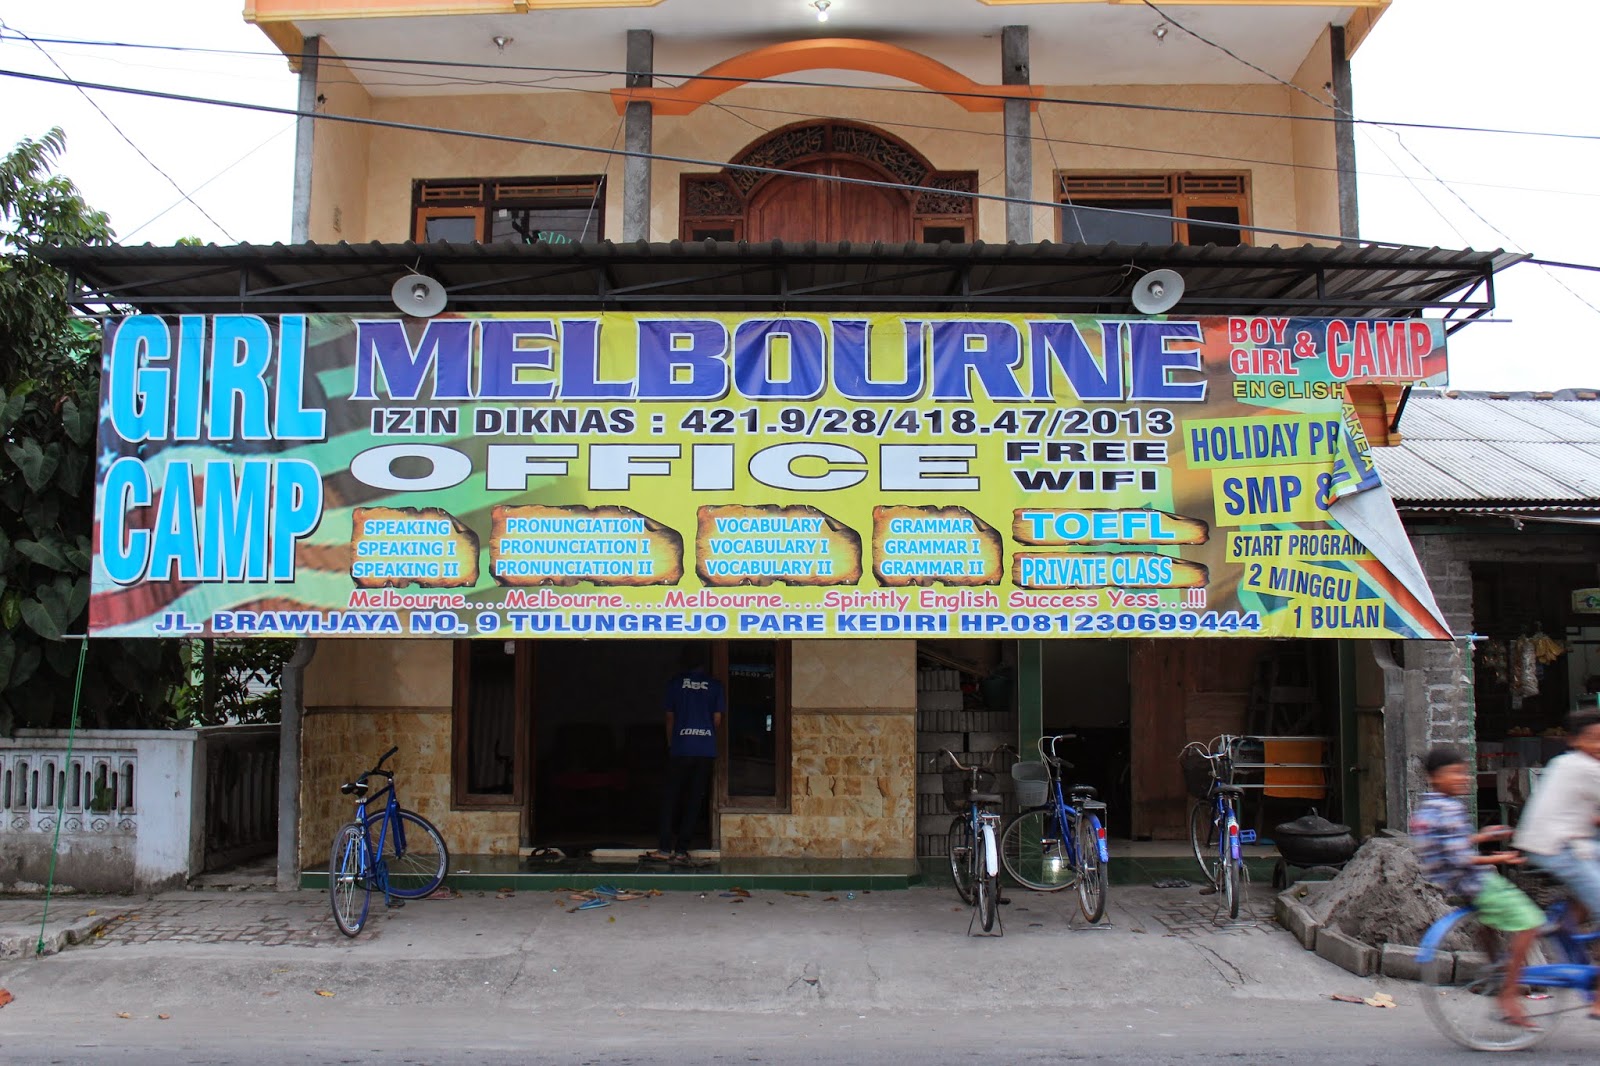 GIRL
CAMP
MELBOURNE
IZIN DIKNAS : 421.9/28/418.47/2013
OFFICE
FREE
WIFI
BOY
GIRL & CAMP
ENGLISH AREA
AREA
HOLIDAY PR
SMP &
START PROGRAM
2 MINGGU
1 BULAN
SPEAKING
SPEAKING I
SPEAKING II
PRONUNCIATION
PRONUNCIATION I
PRONUNCIATION II
VOCABULARY
VOCABULARY I
VOCABULARY II
GRAMMAR
GRAMMAR I
GRAMMAR II
TOEFL
PRIVATE CLASS
Melbourne....Melbourne....Melbourne....Spiritly English Success Yess...!!!
JL. BRAWIJAYA NO. 9 TULUNGREJO PARE KEDIRI HP.081230699444
ABC
CORSA